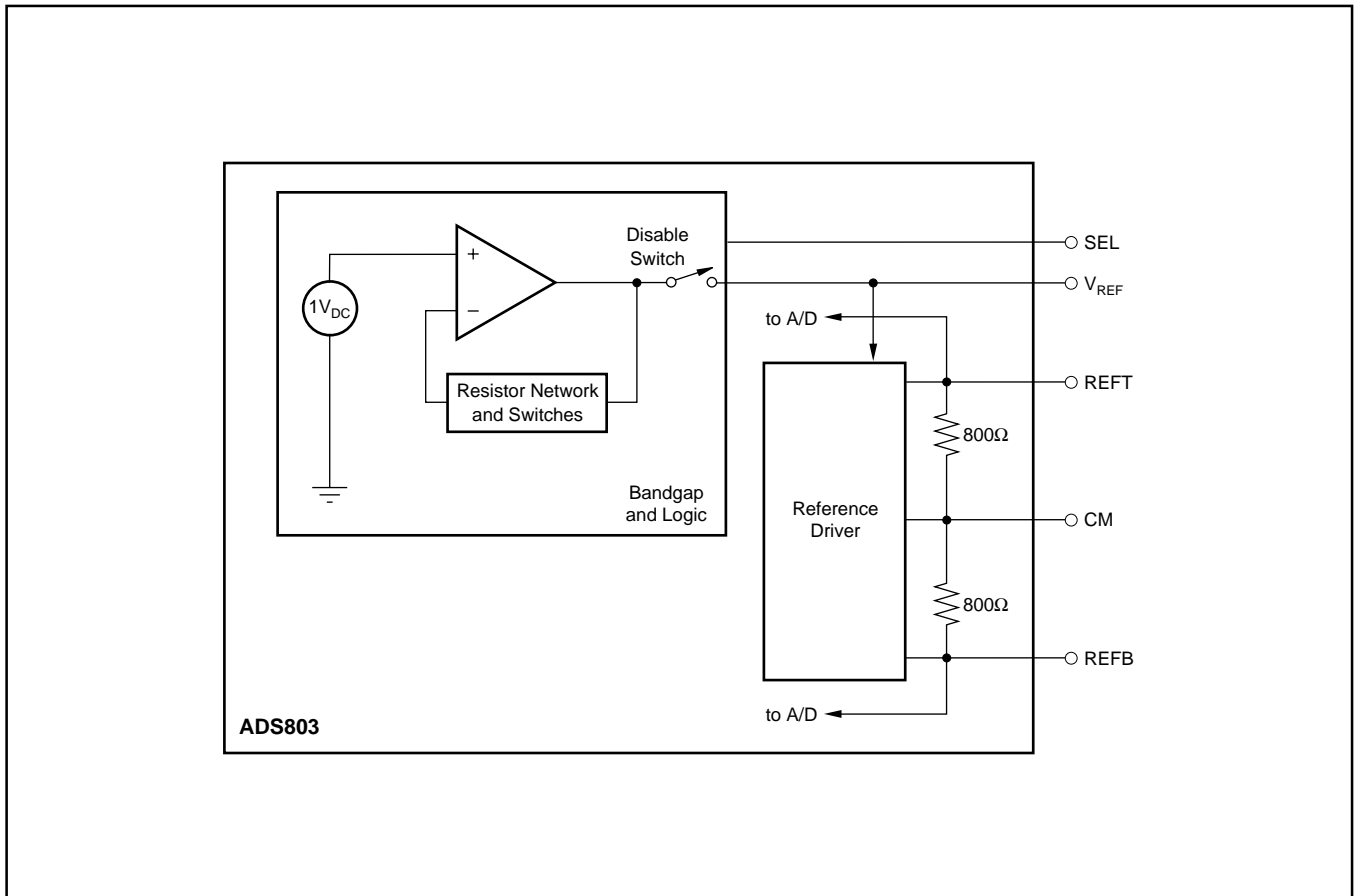 Disable
Switch
SEL
+
1V_DC
V_REF
–
to A/D
Resistor Network
and Switches
REFT
800Ω
Bandgap
and Logic
Reference
Driver
CM
800Ω
REFB
to A/D
ADS803